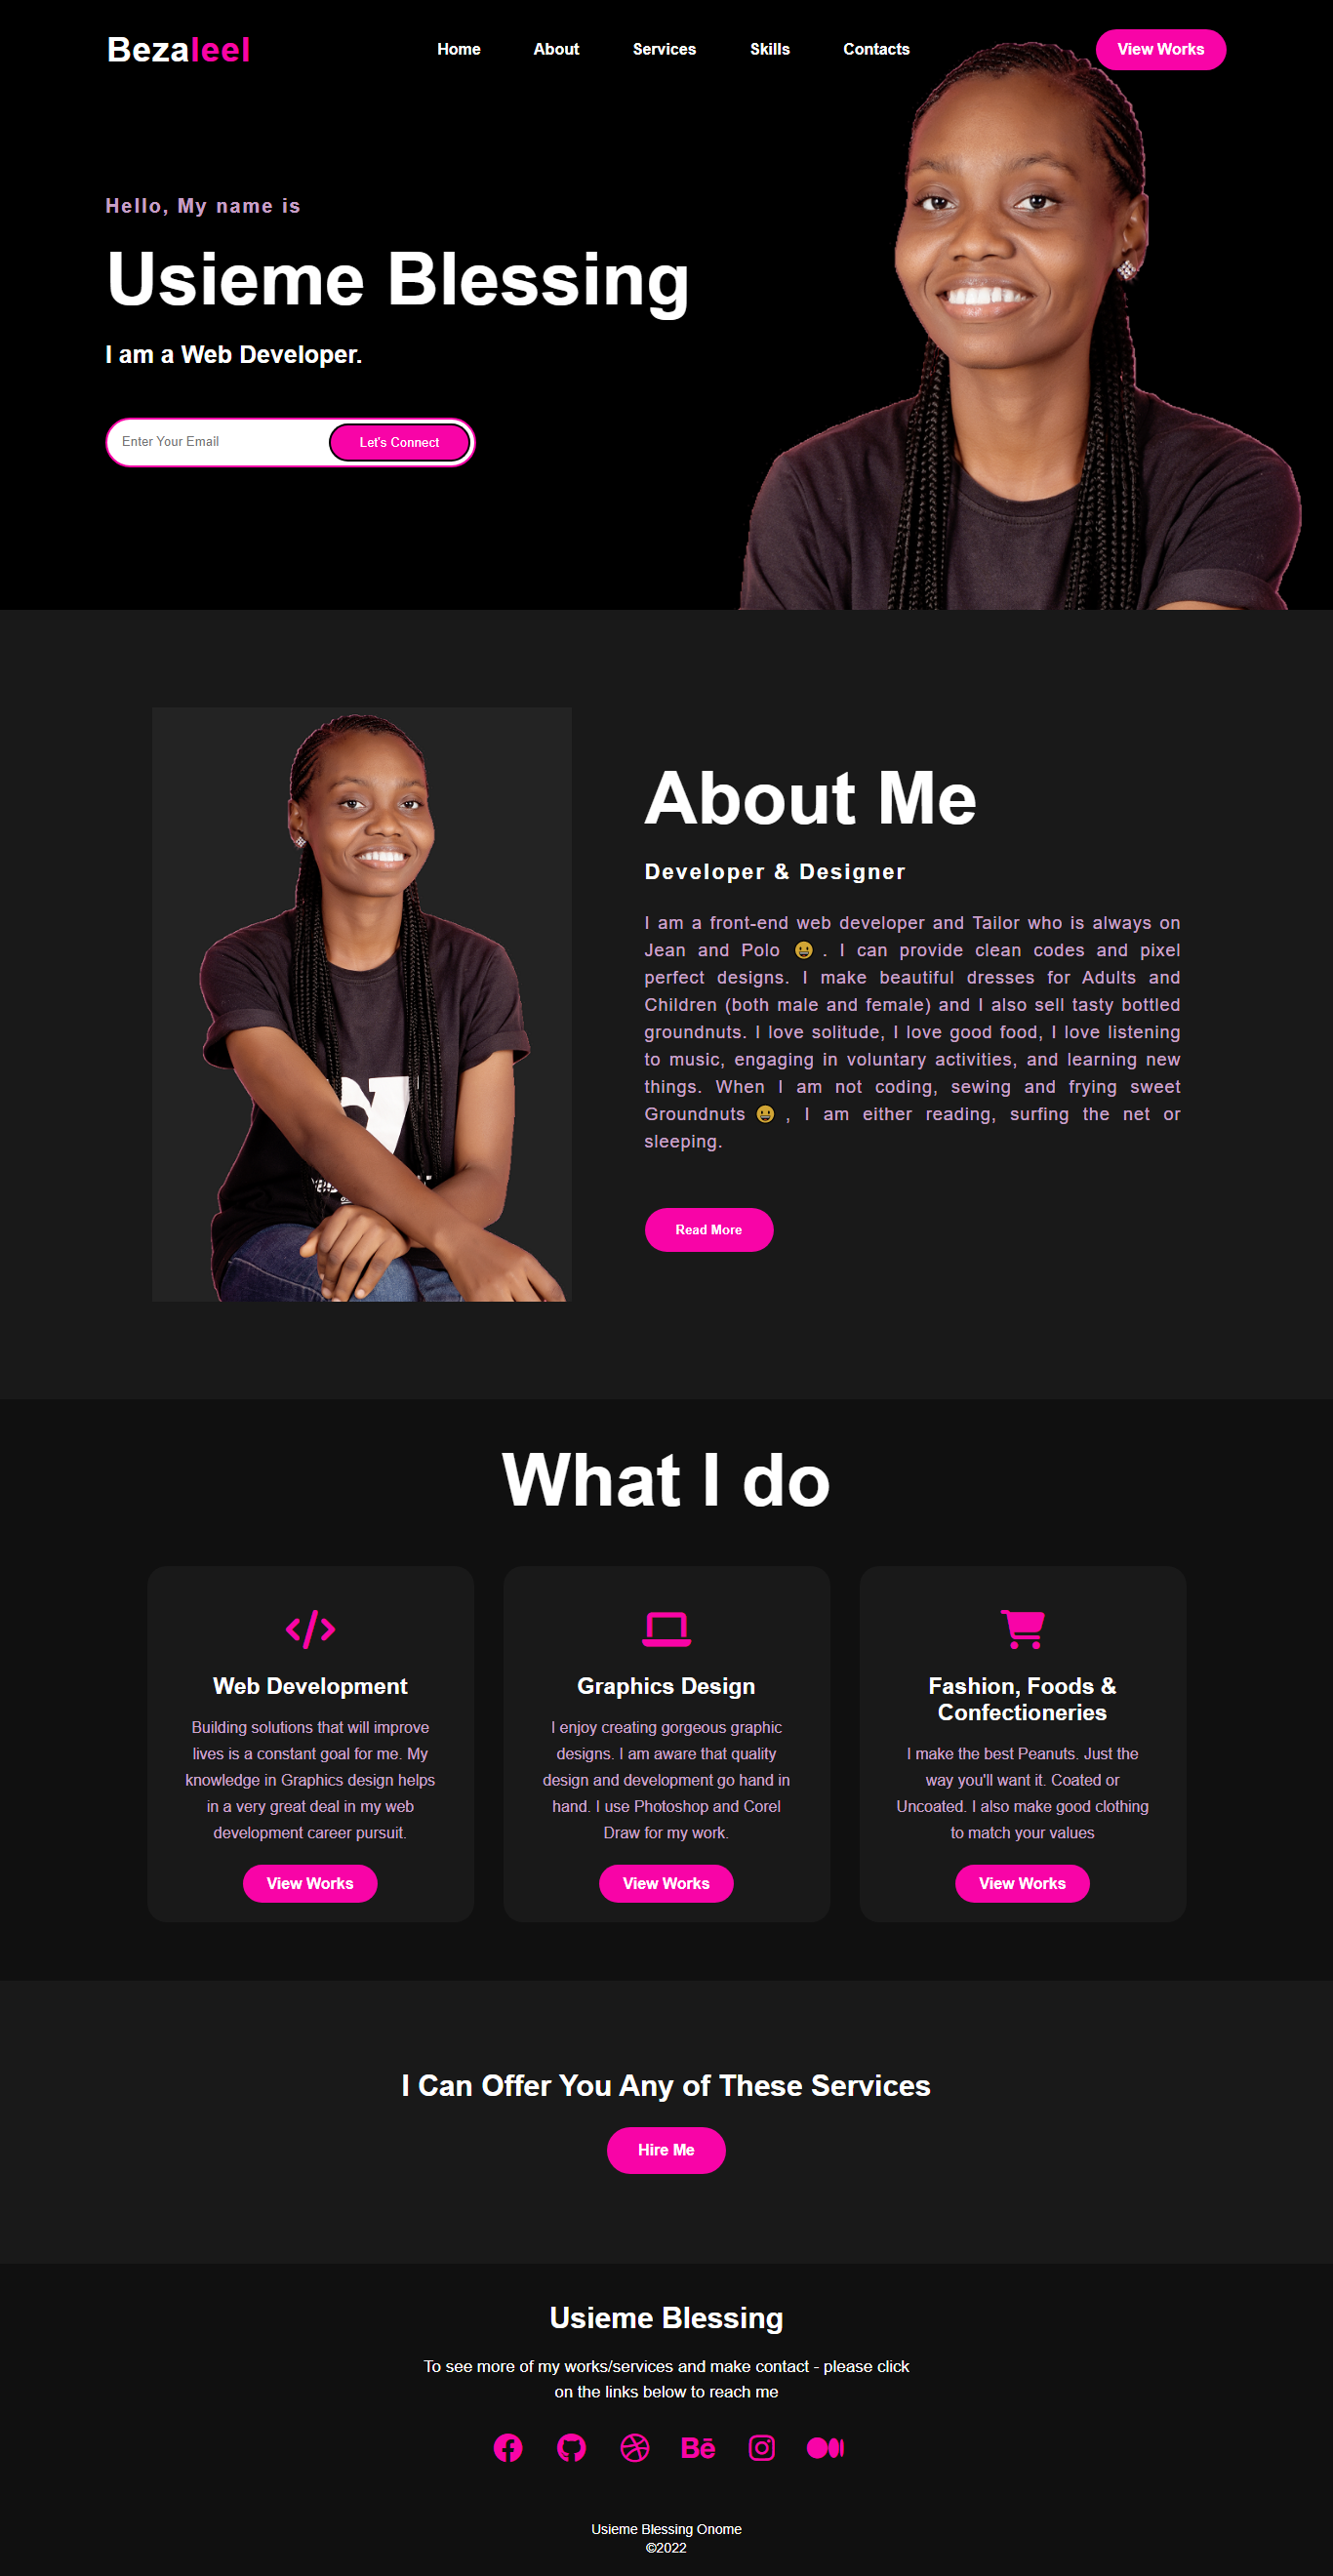 Bezaleel
Home About Services Skills Contacts
View Works
Hello, My name is
Usieme Blessing
I am a Web Developer.
Enter Your Email
Let's Connect
About Me
Developer & Designer
I am a front-end web developer and Tailor who is always on
Jean and Polo 😀 . I can provide clean codes and pixel
perfect designs. I make beautiful dresses for Adults and
Children (both male and female) and I also sell tasty bottled
groundnuts. I love solitude, I love good food, I love listening
to music, engaging in voluntary activities, and learning new
things. When I am not coding, sewing and frying sweet
Groundnuts 😀 , I am either reading, surfing the net or
sleeping.
Read More
What I do
Web Development
Building solutions that will improve
lives is a constant goal for me. My
knowledge in Graphics design helps
in a very great deal in my web
development career pursuit.
View Works
Graphics Design
I enjoy creating gorgeous graphic
designs. I am aware that quality
design and development go hand in
hand. I use Photoshop and Corel
Draw for my work.
View Works
Fashion, Foods &
Confectioneries
I make the best Peanuts. Just the
way you'll want it. Coated or
Uncoated. I also make good clothing
to match your values
View Works
I Can Offer You Any of These Services
Hire Me
Usieme Blessing
To see more of my works/services and make contact - please click
on the links below to reach me
Bē
Usieme Blessing Onome
©2022